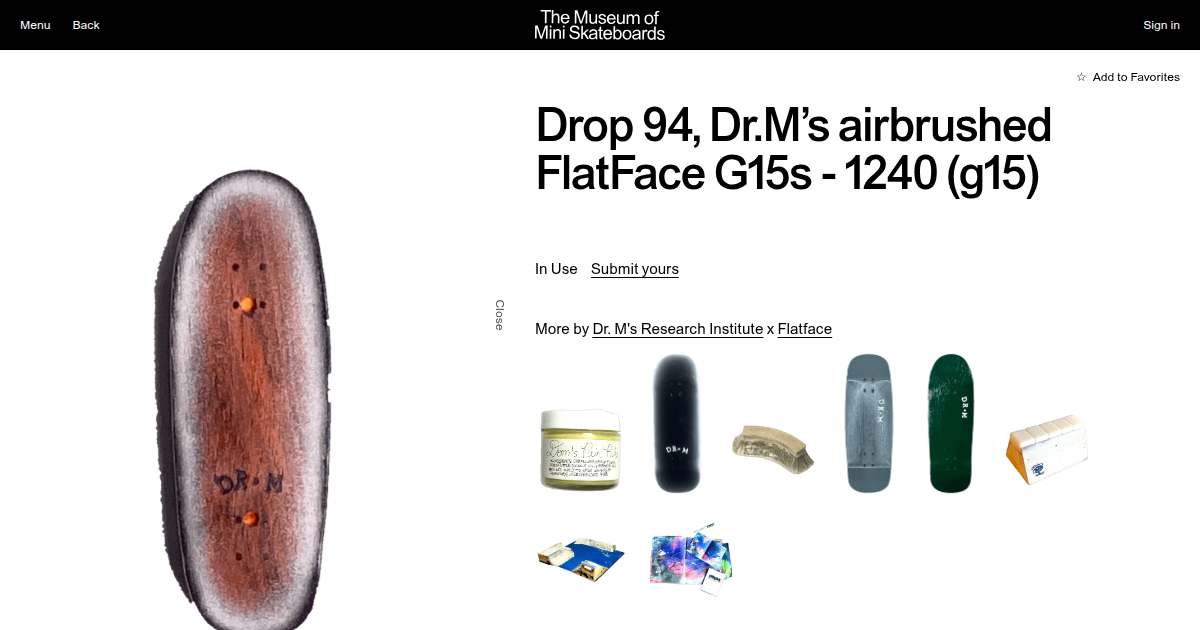 Menu
Back
The Museum of
Mini Skateboards
Sign in
☆ Add to Favorites
Drop 94, Dr.M’s airbrushed
FlatFace G15s - 1240 (g15)
In Use Submit yours
Close
More by Dr. M's Research Institute x Flatface
DR•M
DR•M
DR•M
DR•M